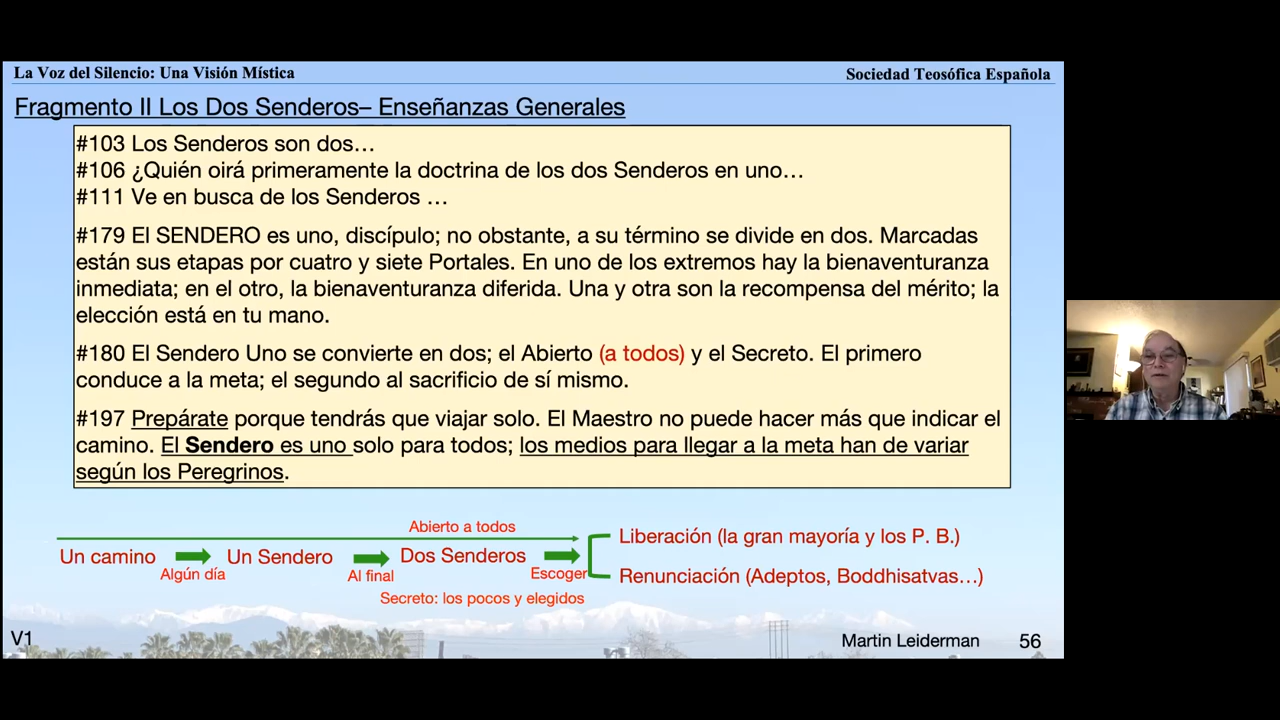 La Voz del Silencio: Una Visión Mística
Sociedad Teosófica Española
Fragmento II Los Dos Senderos– Enseñanzas Generales
#103 Los Senderos son dos…
#106 ¿Quién oirá primeramente la doctrina de los dos Senderos en uno…
#111 Ve en busca de los Senderos …
#179 El SENDERO es uno, discípulo; no obstante, a su término se divide en dos. Marcadas
están sus etapas por cuatro y siete Portales. En uno de los extremos hay la bienaventuranza
inmediata; en el otro, la bienaventuranza diferida. Una y otra son la recompensa del mérito; la
elección está en tu mano.
#180 El Sendero Uno se convierte en dos; el Abierto (a todos) y el Secreto. El primero
conduce a la meta; el segundo al sacrificio de sí mismo.
#197 Prepárate porque tendrás que viajar solo. El Maestro no puede hacer más que indicar el
camino. El Sendero es uno solo para todos; los medios para llegar a la meta han de variar
según los Peregrinos.
Abierto a todos
Un camino
Algún día
Un Sendero
Al final
Dos Senderos
Escoger
Liberación (la gran mayoría y los P. B.)
Renunciación (Adeptos, Boddhisatvas…)
Secreto: los pocos y elegidos
V1
Martin Leiderman
56